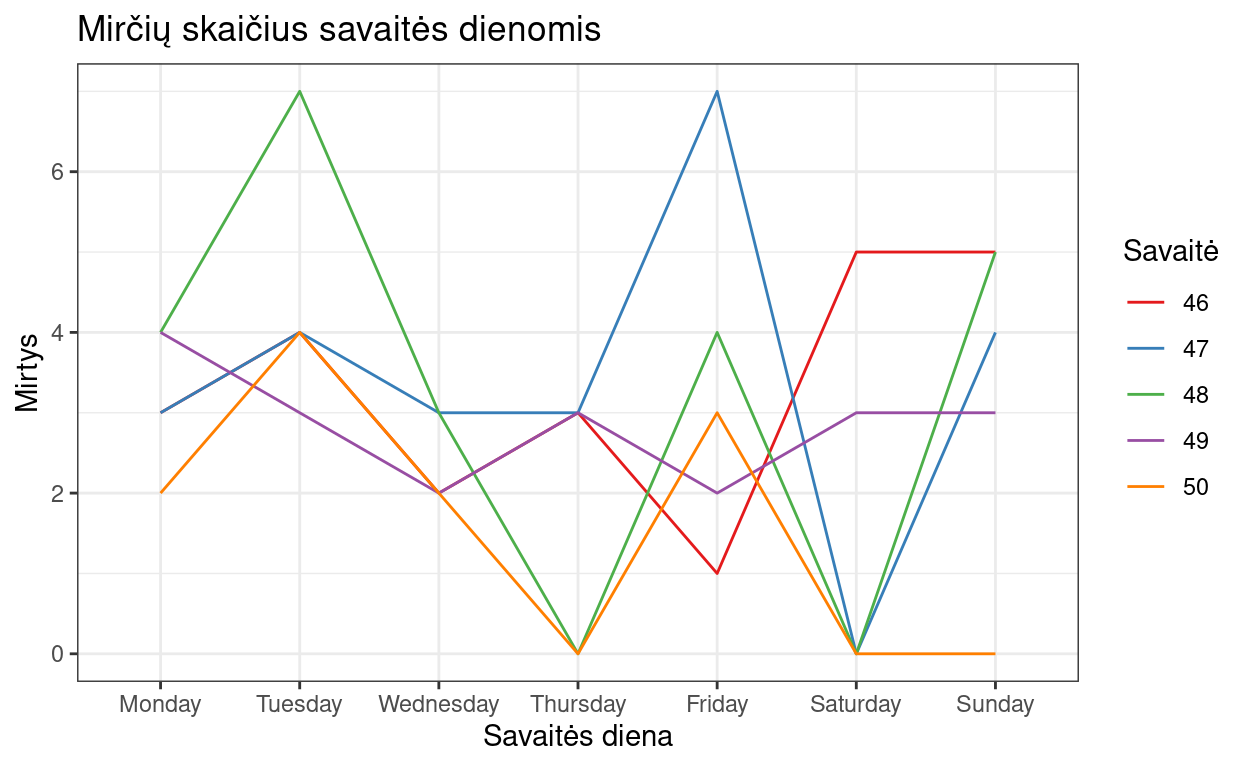 Mirčių skaičius savaitės dienomis
Mirtys
6
4
2
0
Monday Tuesday Wednesday Thursday Friday Saturday Sunday
Savaitės diena
Savaitė
46
47
48
49
50